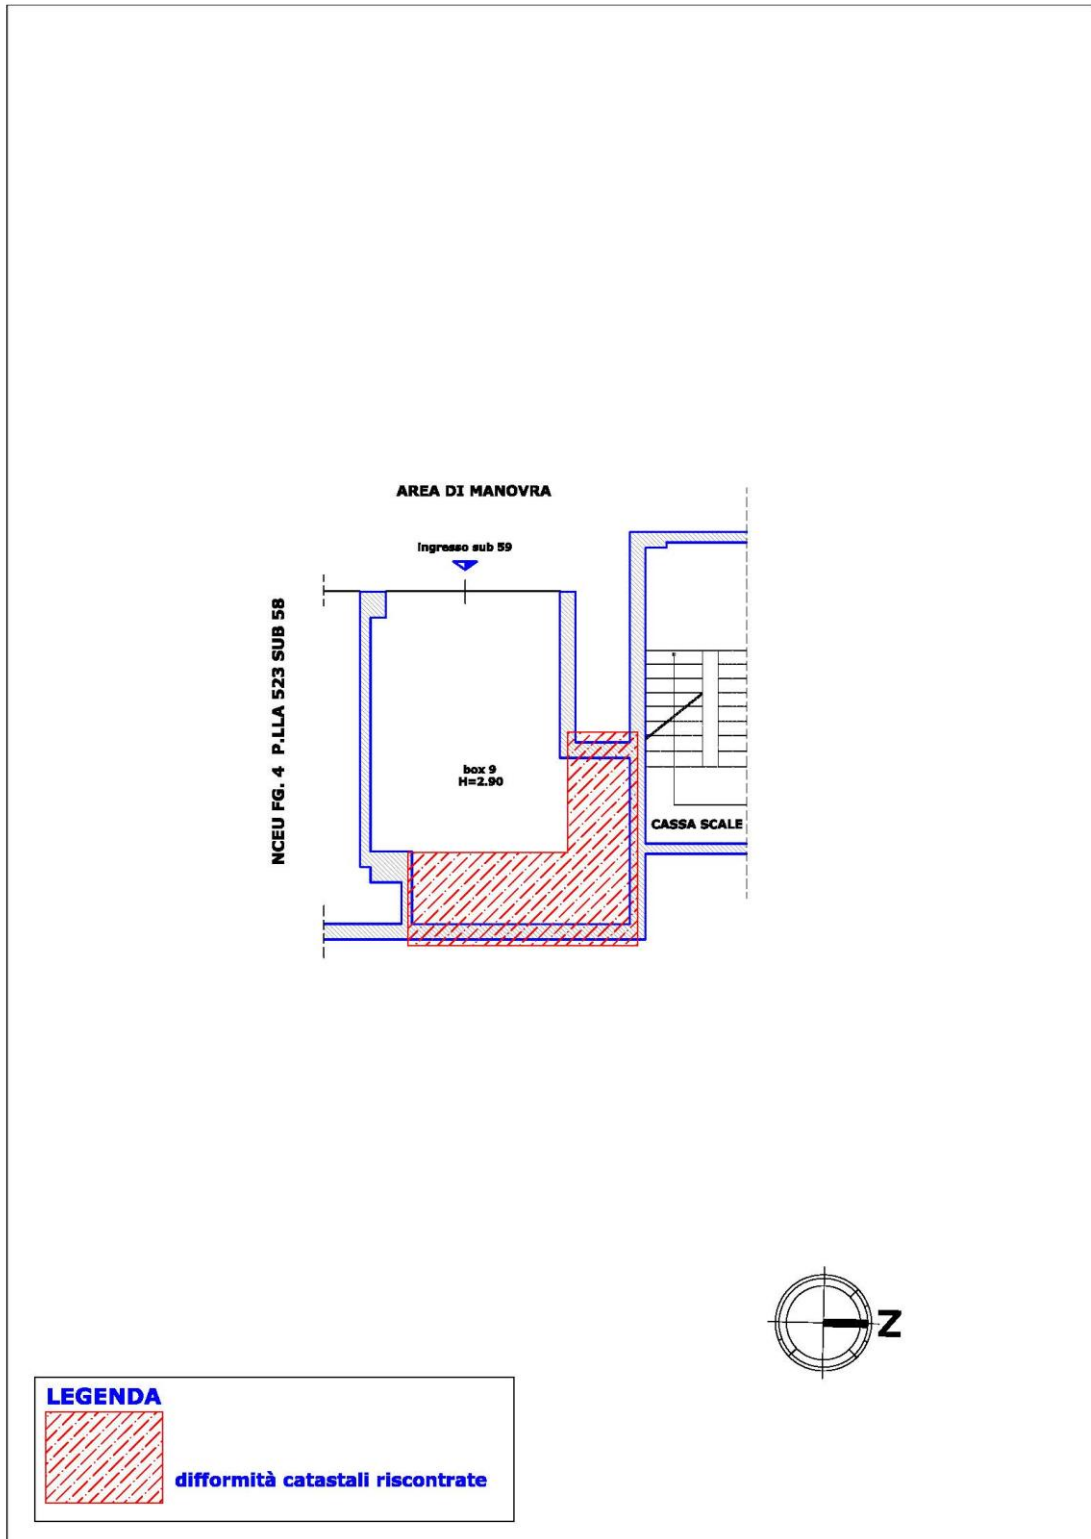 AREA DI MANOVRA
ingresso sub 59
NCEU FG. 4 P.LLA 523 SUB 58
box 9
H=2.90
CASSA SCALE
N
LEGENDA
difformità catastali riscontrate